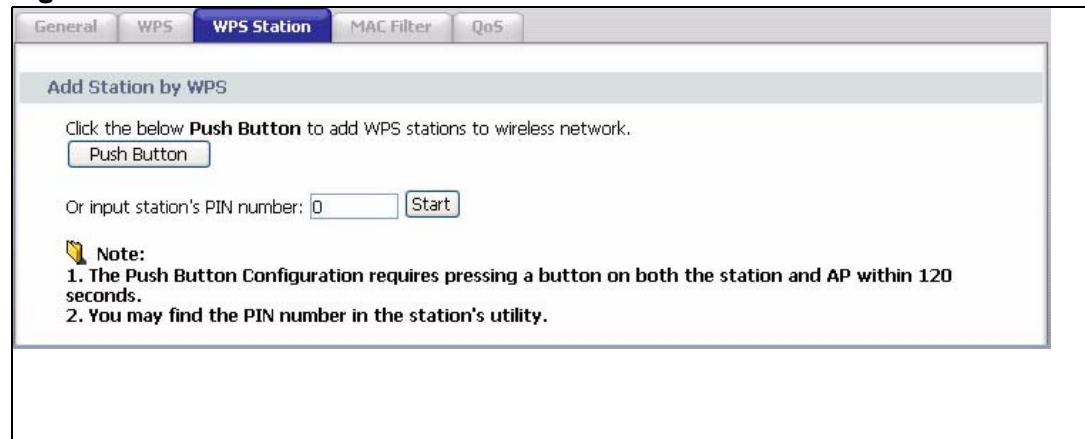 General WPS WPS Station MAC Filter QoS
Add Station by WPS
Click the below Push Button to add WPS stations to wireless network.
Push Button
Or input station's PIN number: 0 Start
Note:
1. The Push Button Configuration requires pressing a button on both the station and AP within 120
seconds.
2. You may find the PIN number in the station's utility.